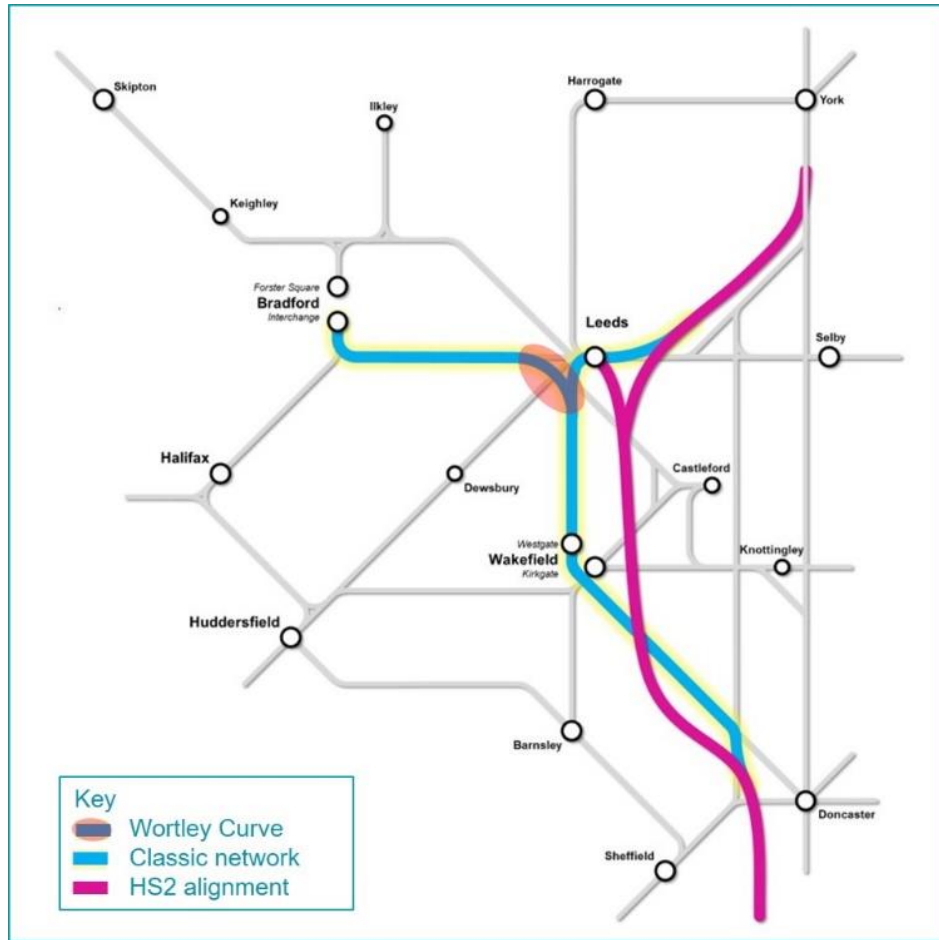 Skipton
Ilkley
Harrogate
York
Keighley
Forster Square
Bradford
Interchange
Leeds
Selby
Halifax
Dewsbury
Castleford
Westgate
Wakefield
Kirkgate
Knottingley
Huddersfield
Barnsley
Doncaster
Sheffield
Key
Wortley Curve
Classic network
HS2 alignment